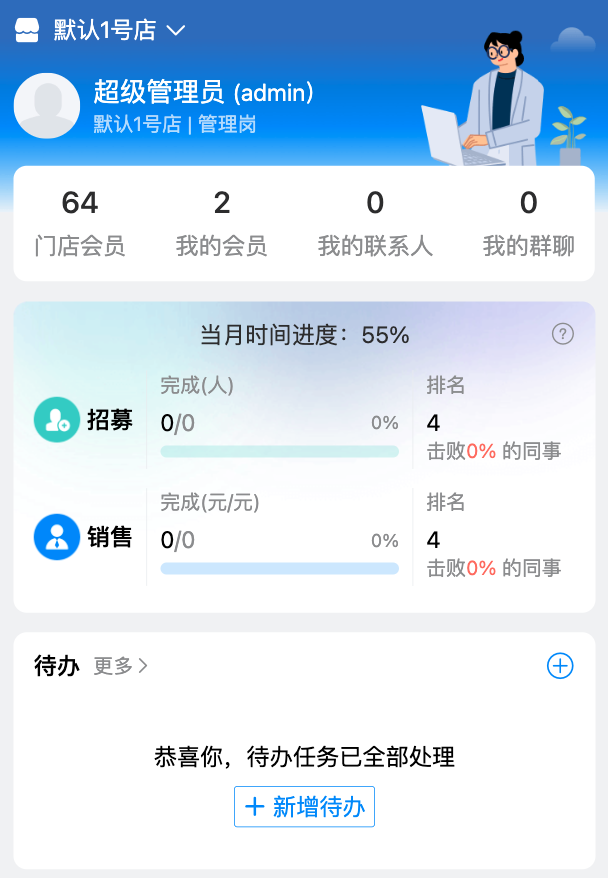 默认1号店
超级管理员 (admin)
默认1号店 | 管理岗
64 2 0 0
门店会员 我的会员 我的联系人 我的群聊
当月时间进度：55% ?
完成(人) 排名
招募 0/0 0% 4
击败0% 的同事
完成(元/元) 排名
销售 0/0 0% 4
击败0% 的同事
待办 更多
恭喜你，待办任务已全部处理
新增待办